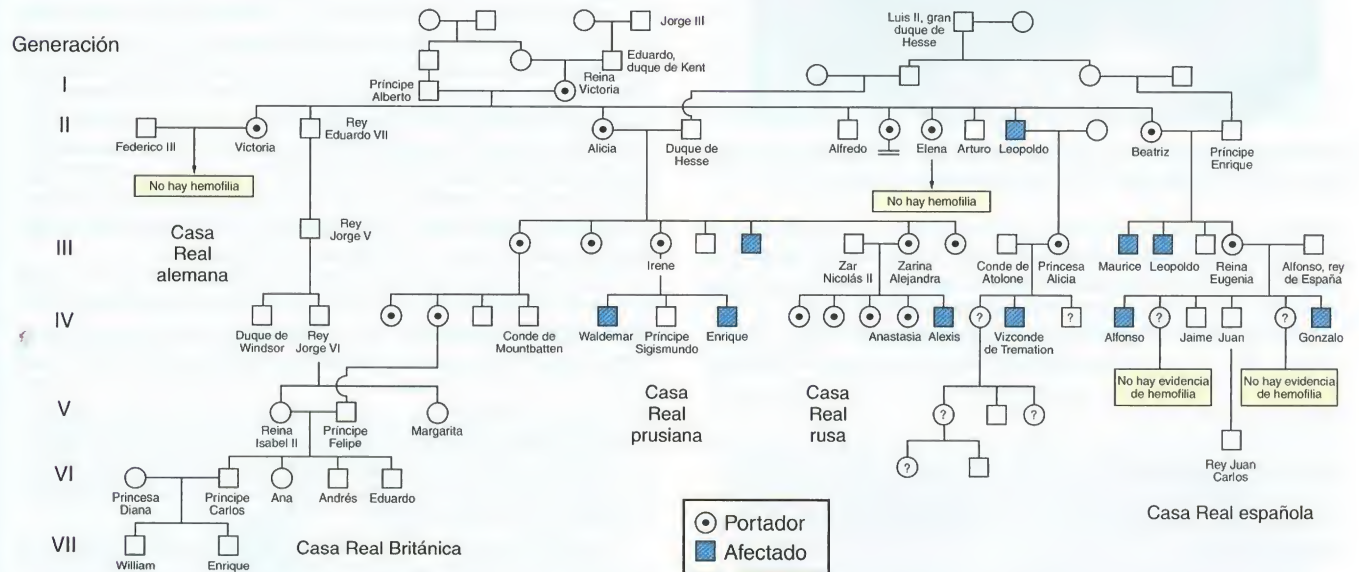 Generación
Jorge III
Luis II, gran
duque de
Hesse
Eduardo,
duque de Kent
I
Príncipe
Alberto
Reina
Victoria
II
Federico III
Victoria
Rey
Eduardo VII
Alicia
Duque de
Hesse
Alfredo
Elena
Arturo
Leopoldo
Beatriz
Príncipe
Enrique
No hay hemofilia
No hay hemofilia
III
Casa
Real
alemana
Rey
Jorge V
Irene
Zar
Nicolás II
Zarina
Alejandra
Conde de
Atolone
Princesa
Alicia
Maurice
Leopoldo
Reina
Eugenia
Alfonso, rey
de España
IV
Duque de
Windsor
Rey
Jorge VI
Conde de
Mountbatten
Waldemar
Príncipe
Sigismundo
Enrique
Anastasia
Alexis
?
Vizconde
de Tremation
?
Alfonso
?
Jaime
Juan
?
Gonzalo
No hay evidencia
de hemofilia
No hay evidencia
de hemofilia
V
Reina
Isabel II
Príncipe
Felipe
Margarita
Casa
Real
prusiana
Casa
Real
rusa
?
?
VI
Princesa
Diana
Principe
Carlos
Ana
Andrés
Eduardo
?
Rey Juan
Carlos
VII
William
Enrique
Casa Real Británica
Portador
Afectado
Casa Real española